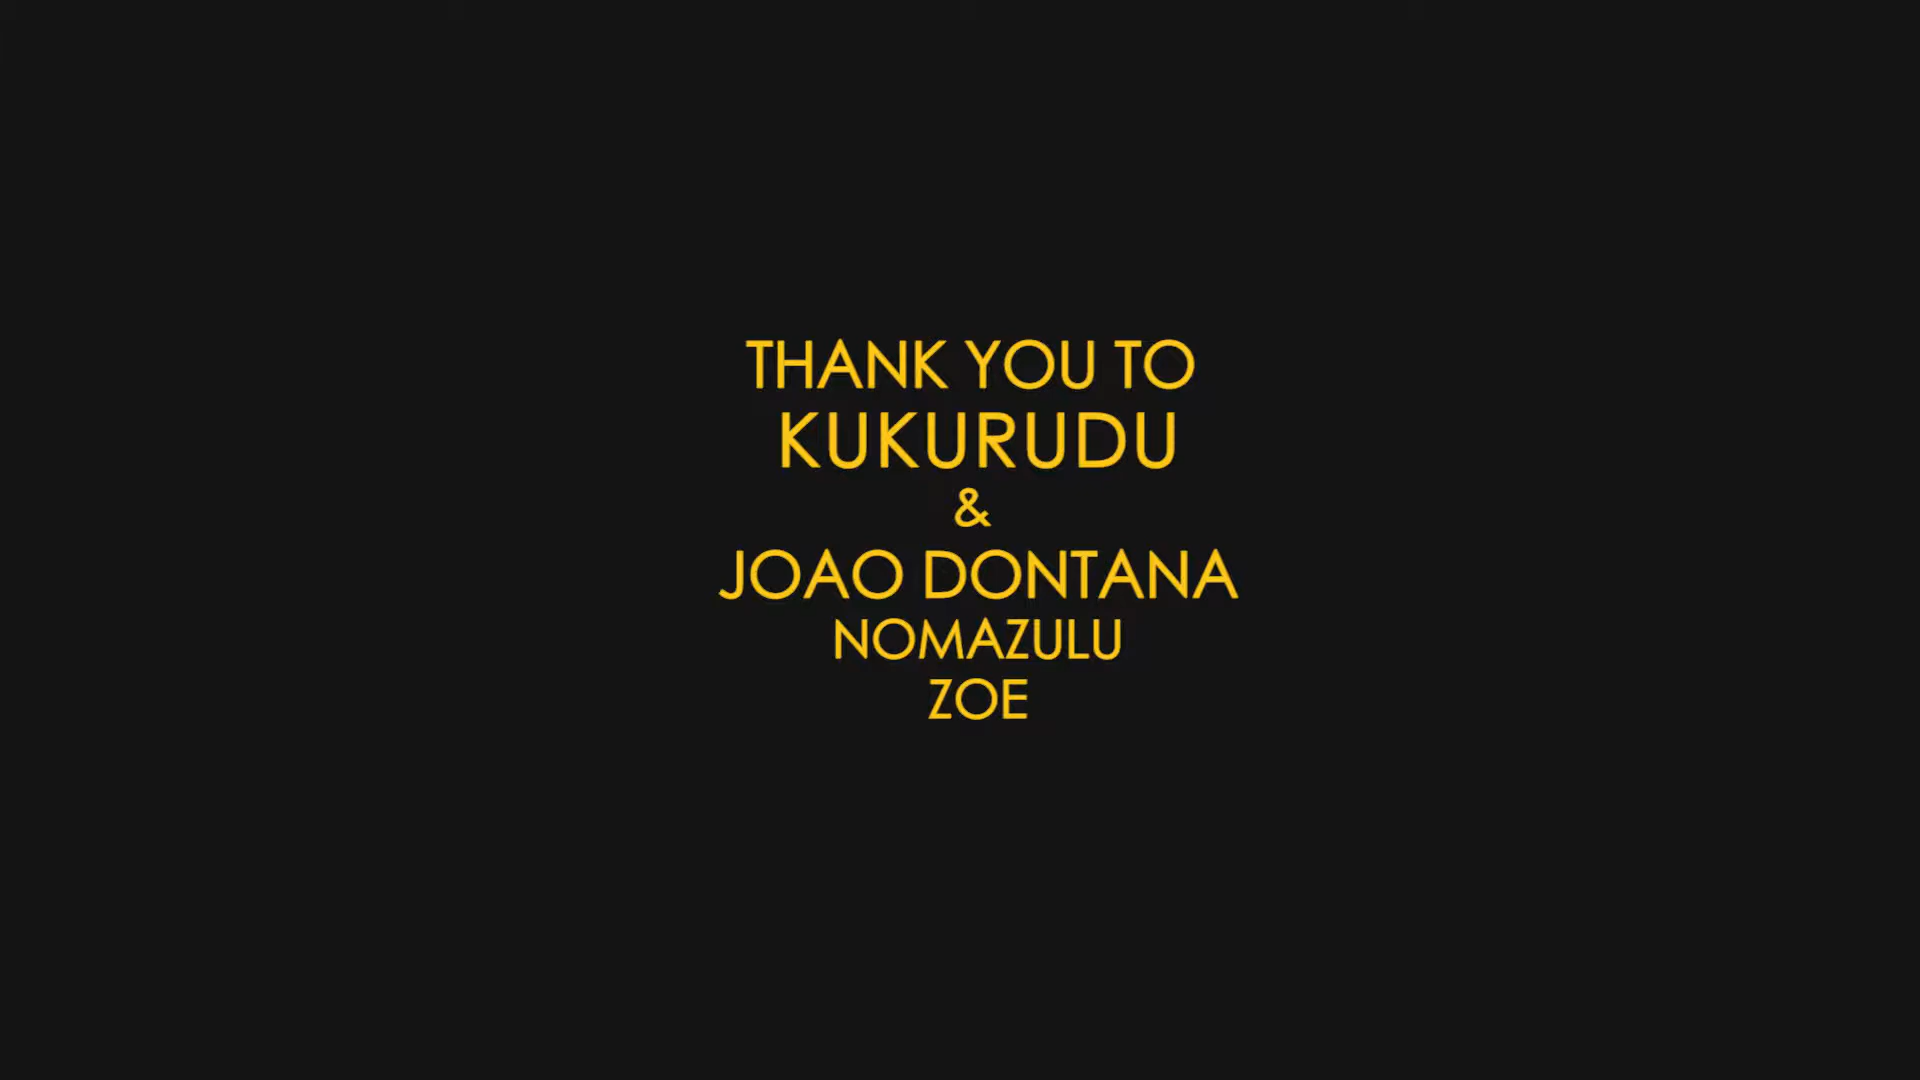 THANK YOU TO
KUKURUDU
&
JOAO DONTANA
NOMAZULU
ZOE